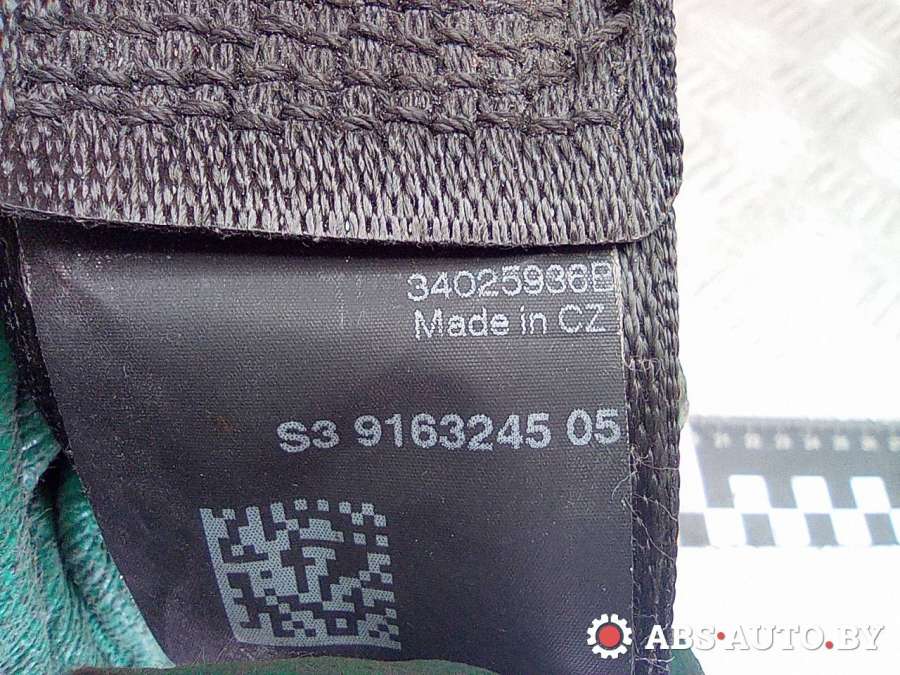 34025936B
Made in CZ
S3 9163245 05
ABS-AUTO.BY